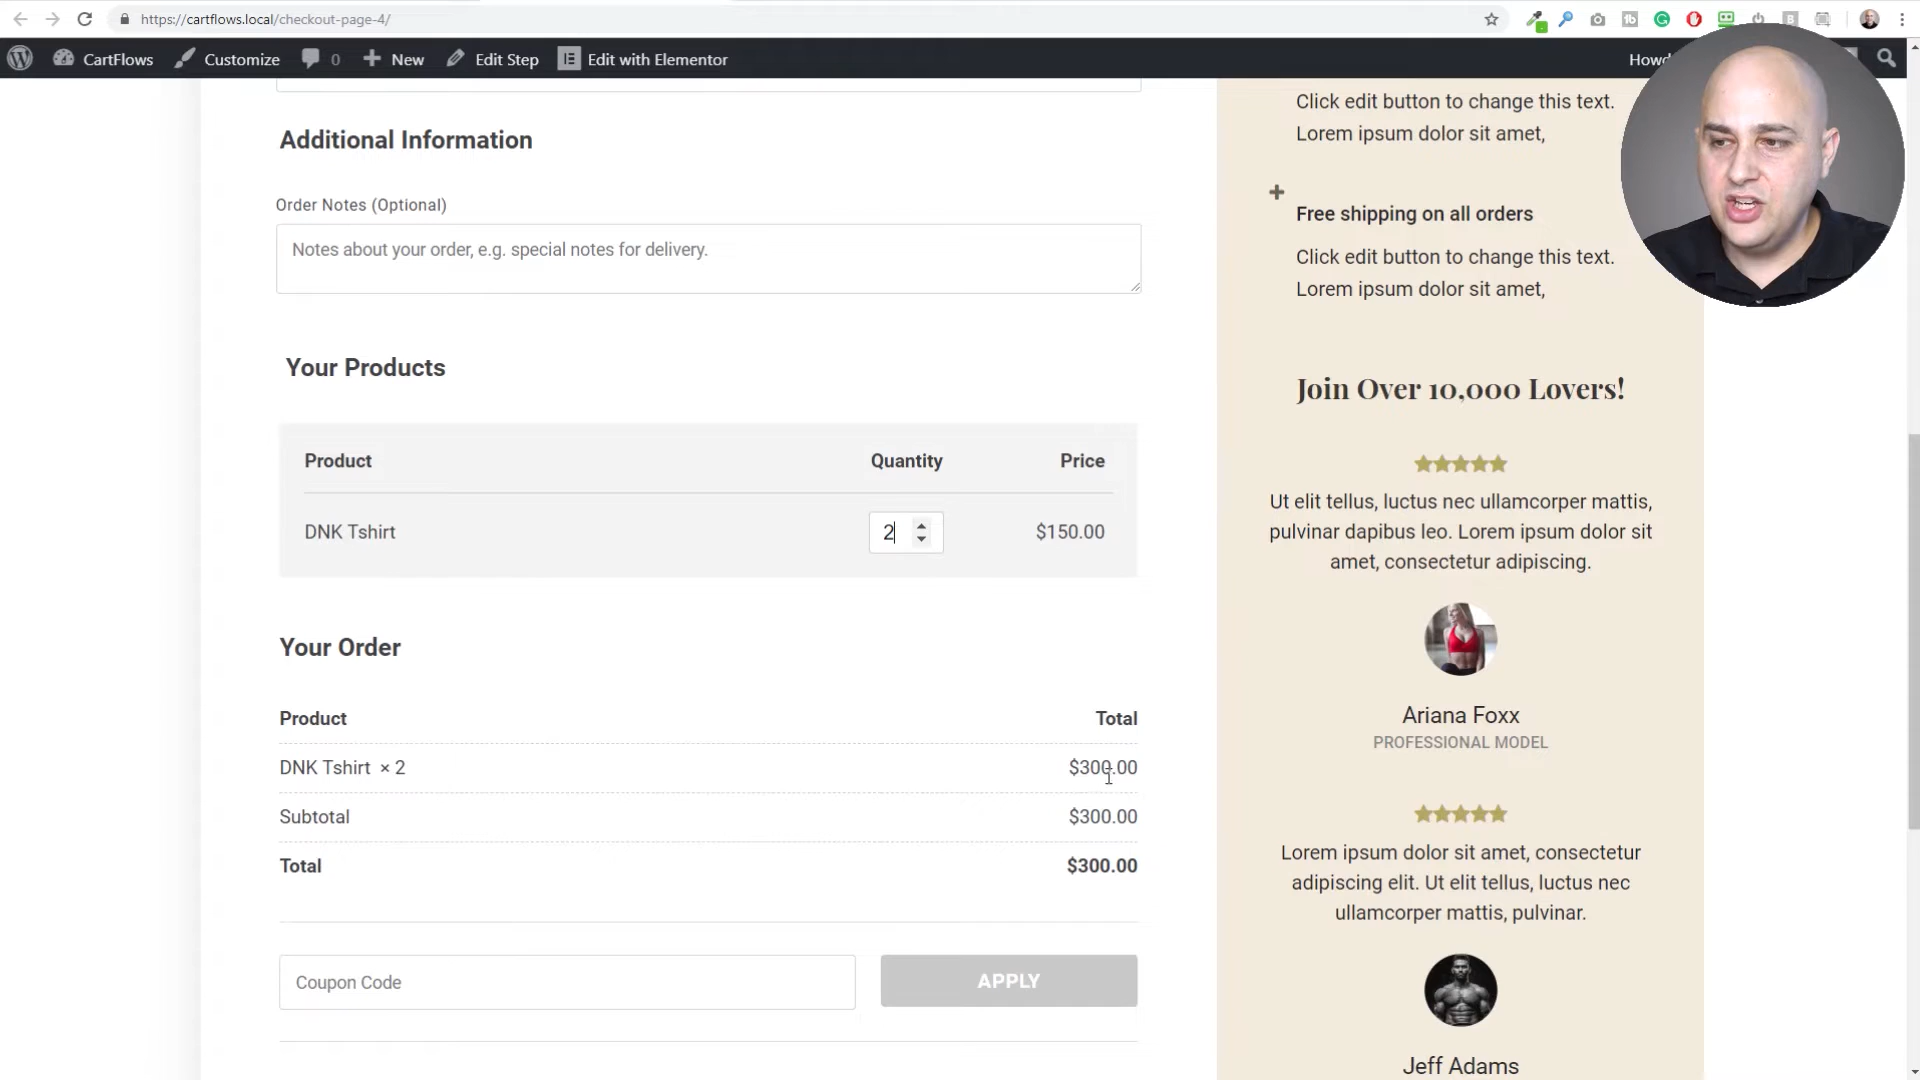 https://cartflows.local/checkout-page-4/
CartFlows
Customize
0
New
Edit Step
Edit with Elementor
Additional Information
Order Notes (Optional)
Notes about your order, e.g. special notes for delivery.
Your Products
Product Quantity Price
DNK Tshirt 2 $150.00
Your Order
Product Total
DNK Tshirt × 2 $300.00
Subtotal $300.00
Total $300.00
Coupon Code
APPLY
Click edit button to change this text.
Lorem ipsum dolor sit amet,
Free shipping on all orders
Click edit button to change this text.
Lorem ipsum dolor sit amet,
Join Over 10,000 Lovers!
Ut elit tellus, luctus nec ullamcorper mattis,
pulvinar dapibus leo. Lorem ipsum dolor sit
amet, consectetur adipiscing.
Ariana Foxx
PROFESSIONAL MODEL
Lorem ipsum dolor sit amet, consectetur
adipiscing elit. Ut elit tellus, luctus nec
ullamcorper mattis, pulvinar.
Jeff Adams